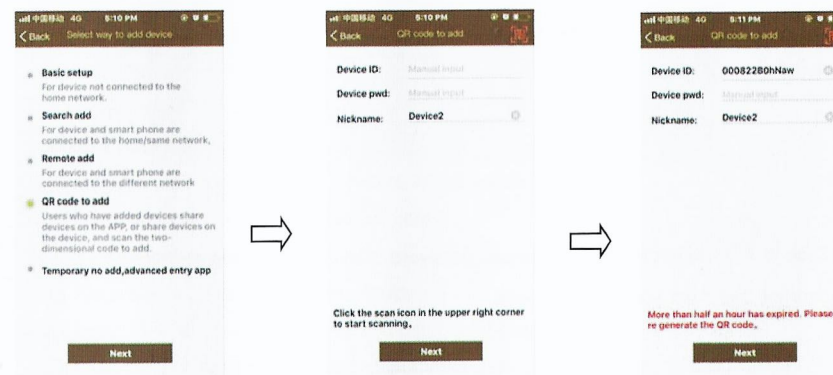 中国移动 4G 5:10 PM
Back Select way to add device
Basic setup
For device not connected to the
home network.
Search add
For device and smart phone are
connected to the home/same network,
Remote add
For device and smart phone are
connected to the different network
QR code to add
Users who have added devices share
devices on the APP, or share devices on
the device, and scan the two-
dimensional code to add.
Temporary no add,advanced entry app
Next
中国移动 4G 5:10 PM
Back QR code to add
Device ID: Manual input
Device pwd: Manual input
Nickname: Device2
Click the scan icon in the upper right corner
to start scanning,
Next
中国移动 4G 5:11 PM
Back QR code to add
Device ID: 00082280hNaw
Device pwd: Manual input
Nickname: Device2
More than half an hour has expired. Please
re generate the QR code,
Next